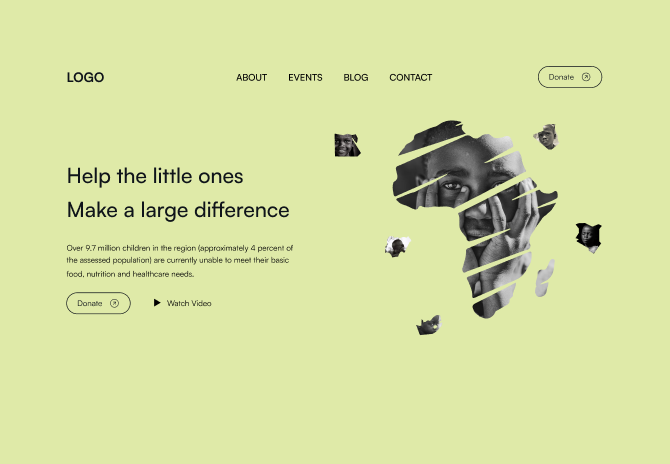 LOGO
ABOUT EVENTS BLOG CONTACT
Donate
Help the little ones
Make a large difference
Over 9,7 million children in the region (approximately 4 percent of
the assessed population) are currently unable to meet their basic
food, nutrition and healthcare needs.
Donate
Watch Video